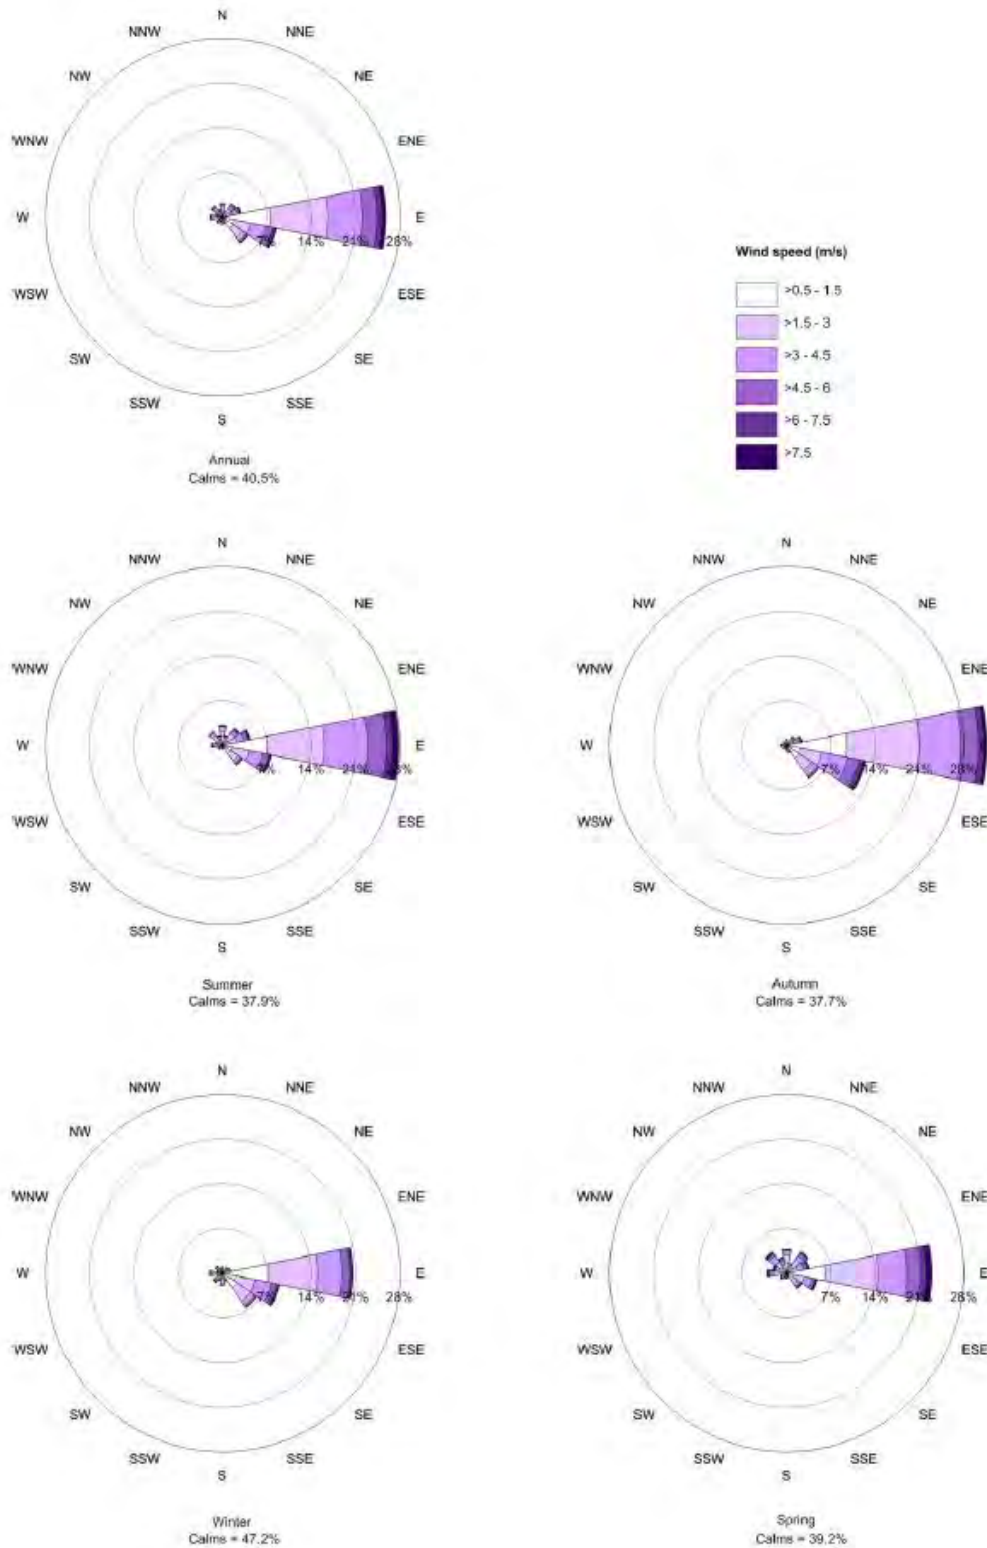 N
NNW NNE
NW NE
WNW ENE
W E
7% 14% 21% 28%
WSW ESE
SW SE
SSW SSE
S
Annual
Calms = 40.5%
Wind speed (m/s)
>0.5 - 1.5
>1.5 - 3
>3 - 4.5
>4.5 - 6
>6 - 7.5
>7.5
N
NNW NNE
NW NE
WNW ENE
W E
7% 14% 21%
WSW ESE
SW SE
SSW SSE
S
Summer
Calms = 37.9%
N
NNW NNE
NW NE
WNW ENE
W
7% 14% 21% 28%
WSW ESE
SW SE
SSW SSE
S
Autumn
Calms = 37.7%
N
NNW NNE
NW NE
WNW ENE
W E
7% 14% 21% 28%
WSW ESE
SW SE
SSW SSE
S
Winter
Calms = 47.2%
N
NNW NNE
NW NE
WNW ENE
W E
7% 14% 21% 28%
WSW ESE
SW SE
SSW SSE
S
Spring
Calms = 39.2%